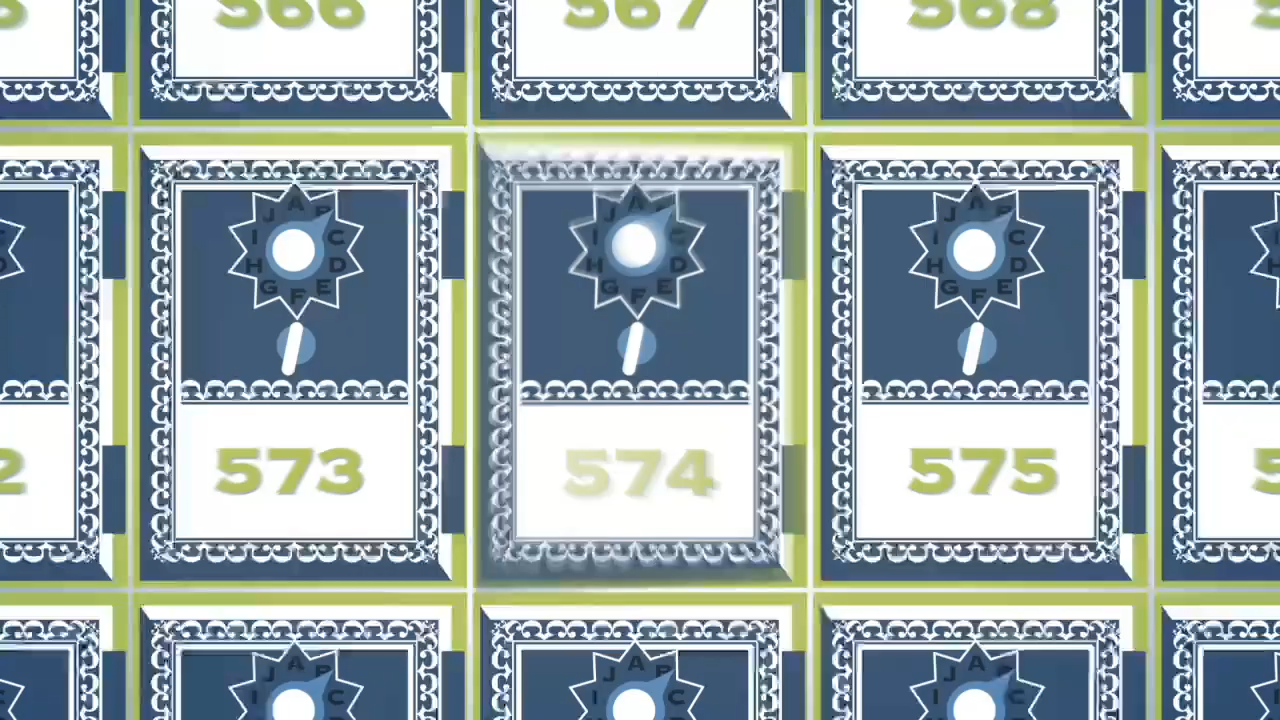 566 567 568
A B C D E F G H I J
A B C D E F G H I J
A B C D E F G H I J
573 574 575
J A B I C
J A B I C
J A I C